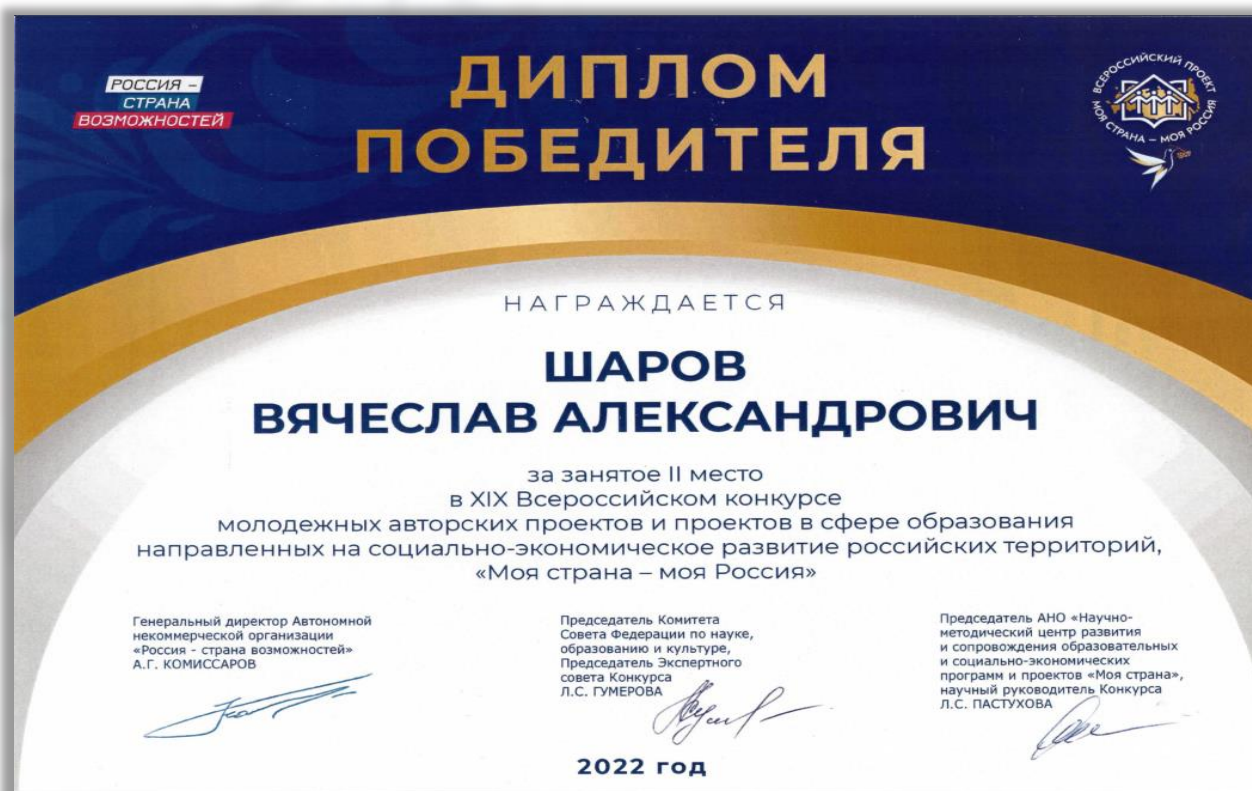 РОССИЯ –
СТРАНА
ВОЗМОЖНОСТЕЙ
ДИПЛОМ
ПОБЕДИТЕЛЯ
ВСЕРОССИЙСКИЙ ПРОЕКТ
МОЯ СТРАНА – МОЯ РОССИЯ
НАГРАЖДАЕТСЯ
ШАРОВ
ВЯЧЕСЛАВ АЛЕКСАНДРОВИЧ
за занятое II место
в XIX Всероссийском конкурсе
молодежных авторских проектов и проектов в сфере образования
направленных на социально-экономическое развитие российских территорий,
«Моя страна – моя Россия»
Генеральный директор Автономной
некоммерческой организации
«Россия - страна возможностей»
А.Г. КОМИССАРОВ
Председатель Комитета
Совета Федерации по науке,
образованию и культуре,
Председатель Экспертного
совета Конкурса
Л.С. ГУМЕРОВА
Председатель АНО «Научно-
методический центр развития
и сопровождения образовательных
и социально-экономических
программ и проектов «Моя страна»,
научный руководитель Конкурса
Л.С. ПАСТУХОВА
2022 год